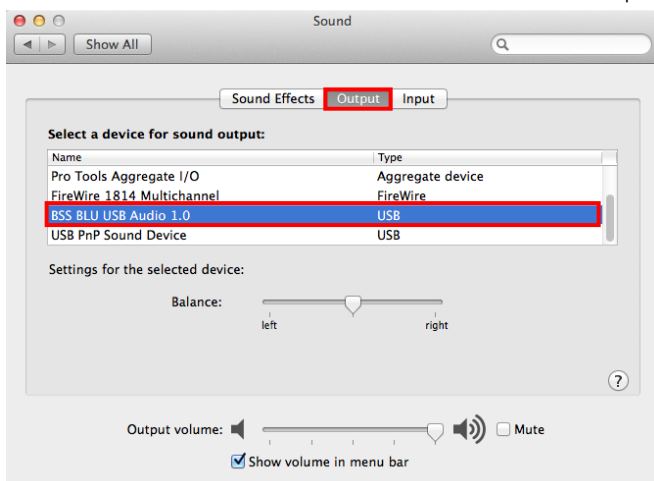 Sound
Show All
Sound Effects Output Input
Select a device for sound output:
Name Type
Pro Tools Aggregate I/O Aggregate device
FireWire 1814 Multichannel FireWire
BSS BLU USB Audio 1.0 USB
USB PnP Sound Device USB
Settings for the selected device:
Balance:
left right
?
Output volume: Mute
Show volume in menu bar